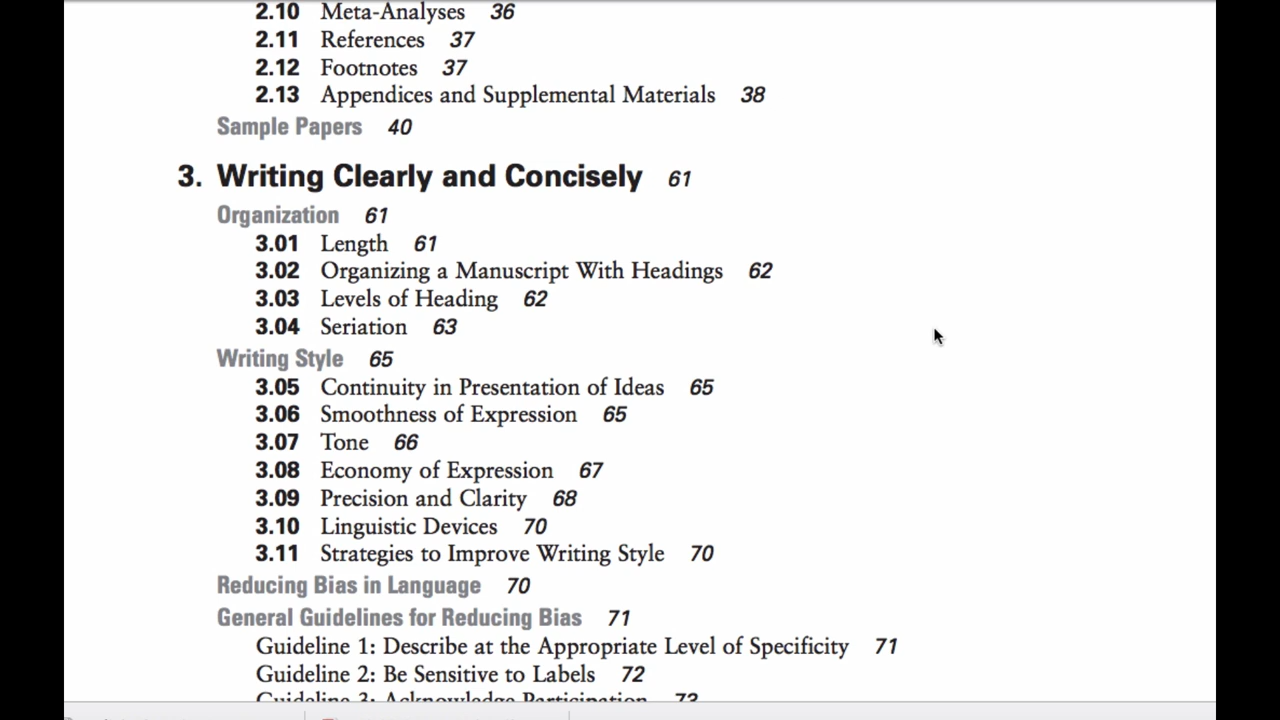 2.10 Meta-Analyses 36
2.11 References 37
2.12 Footnotes 37
2.13 Appendices and Supplemental Materials 38
Sample Papers 40
3. Writing Clearly and Concisely 61
Organization 61
3.01 Length 61
3.02 Organizing a Manuscript With Headings 62
3.03 Levels of Heading 62
3.04 Seriation 63
Writing Style 65
3.05 Continuity in Presentation of Ideas 65
3.06 Smoothness of Expression 65
3.07 Tone 66
3.08 Economy of Expression 67
3.09 Precision and Clarity 68
3.10 Linguistic Devices 70
3.11 Strategies to Improve Writing Style 70
Reducing Bias in Language 70
General Guidelines for Reducing Bias 71
Guideline 1: Describe at the Appropriate Level of Specificity 71
Guideline 2: Be Sensitive to Labels 72
Guideline 3: Acknowledge Participation 73